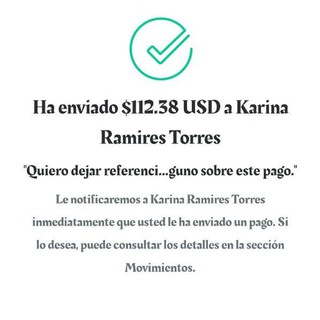 Ha enviado $112.38 USD a Karina
Ramires Torres
"Quiero dejar referenci...guno sobre este pago."
Le notificaremos a Karina Ramires Torres
inmediatamente que usted le ha enviado un pago. Si
lo desea, puede consultar los detalles en la sección
Movimientos.